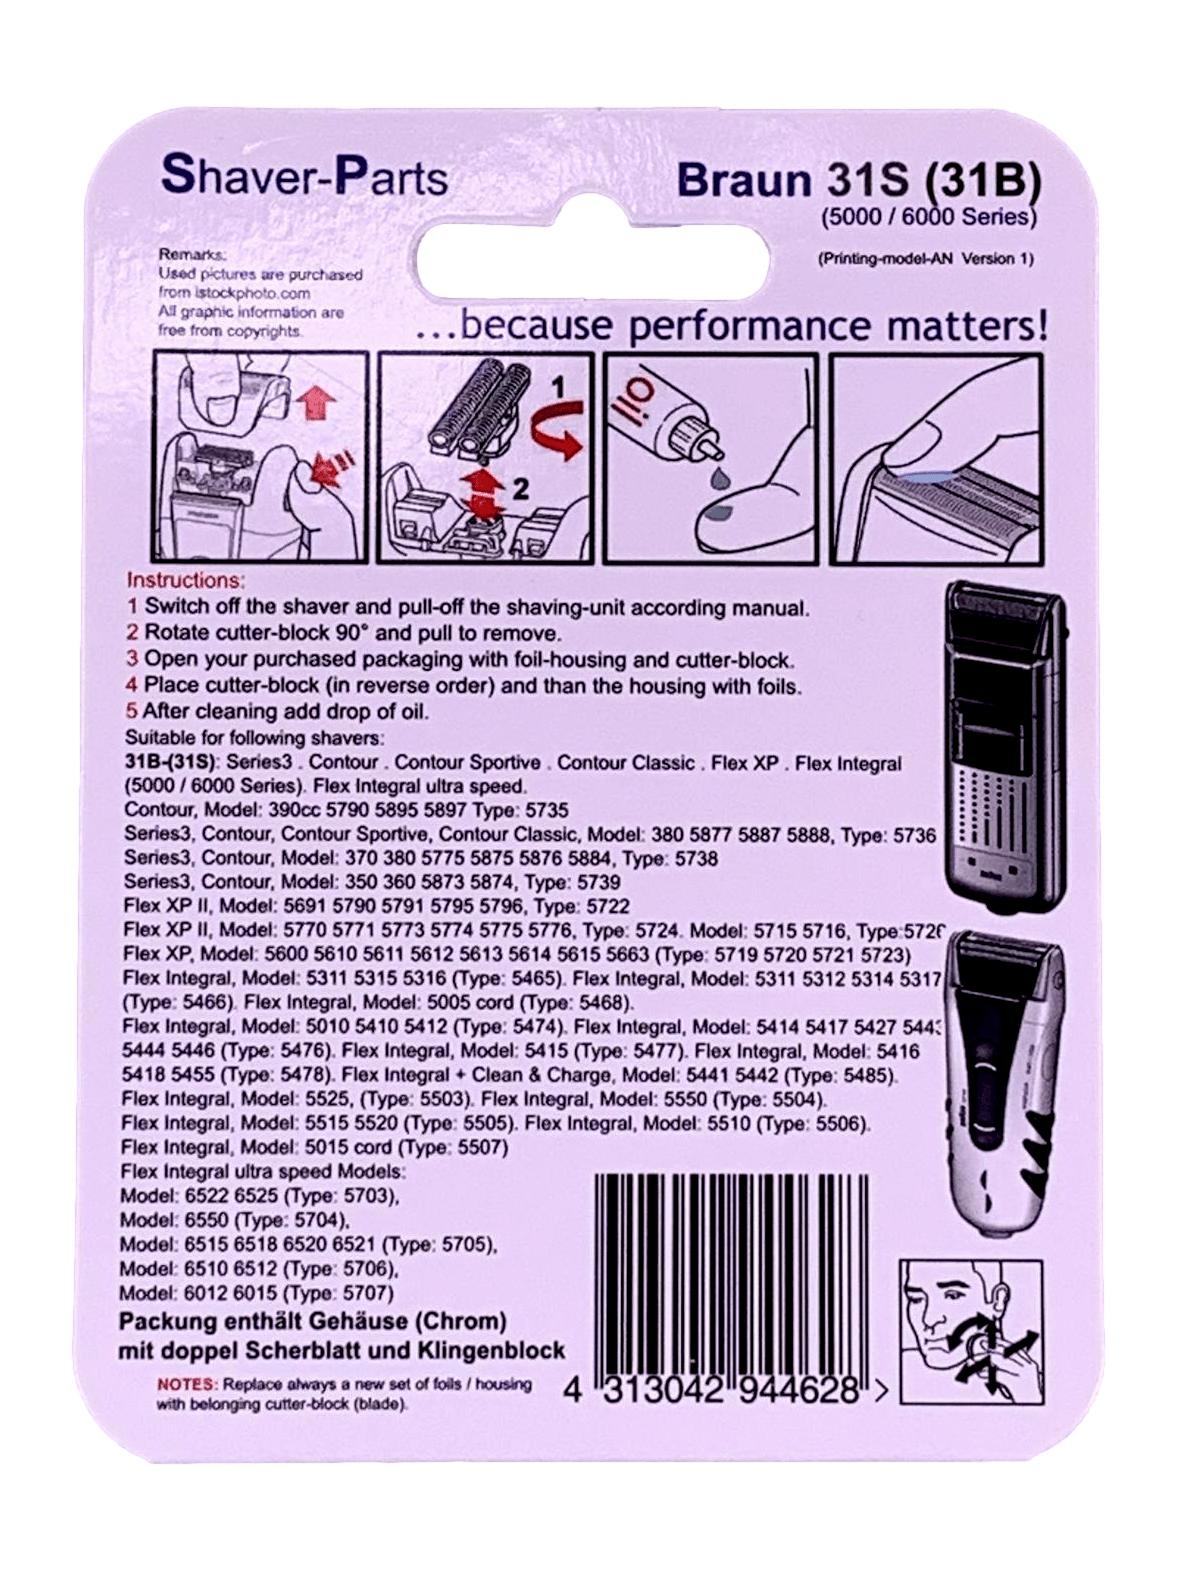 Shaver-Parts
Braun 31S (31B)
(5000 / 6000 Series)
(Printing-model-AN Version 1)
Remarks:
Used pictures are purchased
from istockphoto.com
All graphic information are
free from copyrights.
...because performance matters!
1
2
Oil
Instructions:
1 Switch off the shaver and pull-off the shaving-unit according manual.
2 Rotate cutter-block 90° and pull to remove.
3 Open your purchased packaging with foil-housing and cutter-block.
4 Place cutter-block (in reverse order) and than the housing with foils.
5 After cleaning add drop of oil.
Suitable for following shavers:
31B-(31S): Series3 . Contour . Contour Sportive . Contour Classic . Flex XP . Flex Integral
(5000 / 6000 Series). Flex Integral ultra speed.
Contour, Model: 390cc 5790 5895 5897 Type: 5735
Series3, Contour, Contour Sportive, Contour Classic, Model: 380 5877 5887 5888, Type: 5736
Series3, Contour, Model: 370 380 5775 5875 5876 5884, Type: 5738
Series3, Contour, Model: 350 360 5873 5874, Type: 5739
Flex XP II, Model: 5691 5790 5791 5795 5796, Type: 5722
Flex XP II, Model: 5770 5771 5773 5774 5775 5776, Type: 5724. Model: 5715 5716, Type:
Flex XP, Model: 5600 5610 5611 5612 5613 5614 5615 5663 (Type: 5719 5720 5721 5723)
Flex Integral, Model: 5311 5315 5316 (Type: 5465). Flex Integral, Model: 5311 5312 5314 5317
(Type: 5466). Flex Integral, Model: 5005 cord (Type: 5468).
Flex Integral, Model: 5010 5410 5412 (Type: 5474). Flex Integral, Model: 5414 5417 5427
5444 5446 (Type: 5476). Flex Integral, Model: 5415 (Type: 5477). Flex Integral, Model: 5416
5418 5455 (Type: 5478). Flex Integral + Clean & Charge, Model: 5441 5442 (Type: 5485).
Flex Integral, Model: 5525, (Type: 5503). Flex Integral, Model: 5550 (Type: 5504).
Flex Integral, Model: 5515 5520 (Type: 5505). Flex Integral, Model: 5510 (Type: 5506).
Flex Integral, Model: 5015 cord (Type: 5507)
Flex Integral ultra speed Models:
Model: 6522 6525 (Type: 5703),
Model: 6550 (Type: 5704),
Model: 6515 6518 6520 6521 (Type: 5705),
Model: 6510 6512 (Type: 5706),
Model: 6012 6015 (Type: 5707)
Packung enthält Gehäuse (Chrom)
mit doppel Scherblatt und Klingenblock
NOTES: Replace always a new set of foils / housing
with belonging cutter-block (blade).
4 313042 944628 >